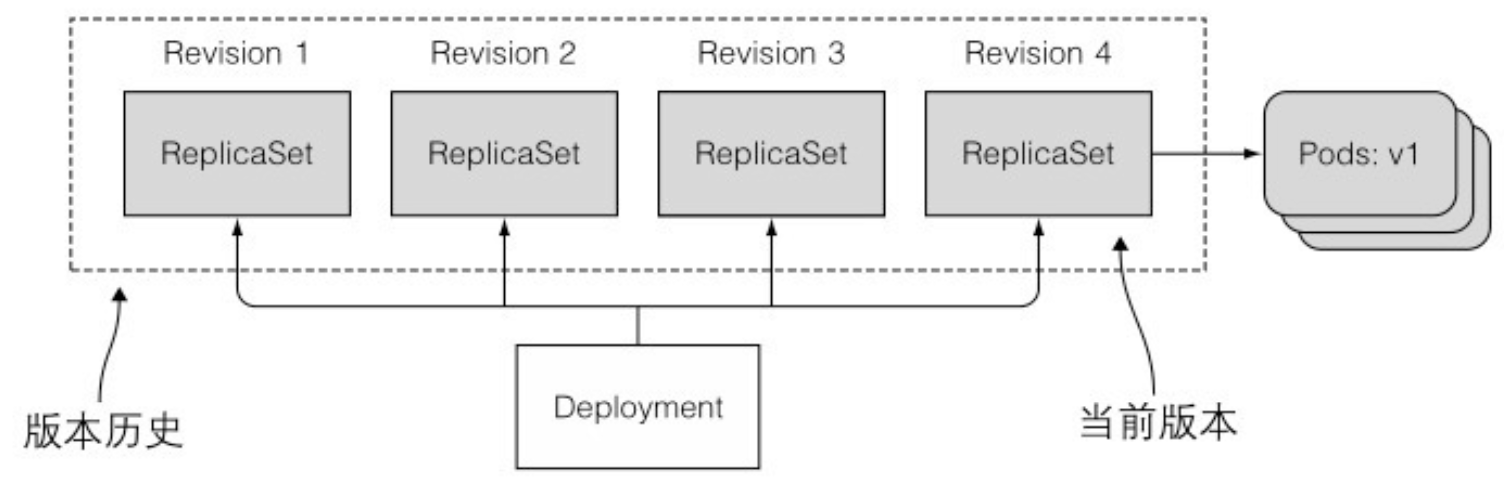 Revision 1 Revision 2 Revision 3 Revision 4
ReplicaSet ReplicaSet ReplicaSet ReplicaSet Pods: v1
Deployment
版本历史
当前版本